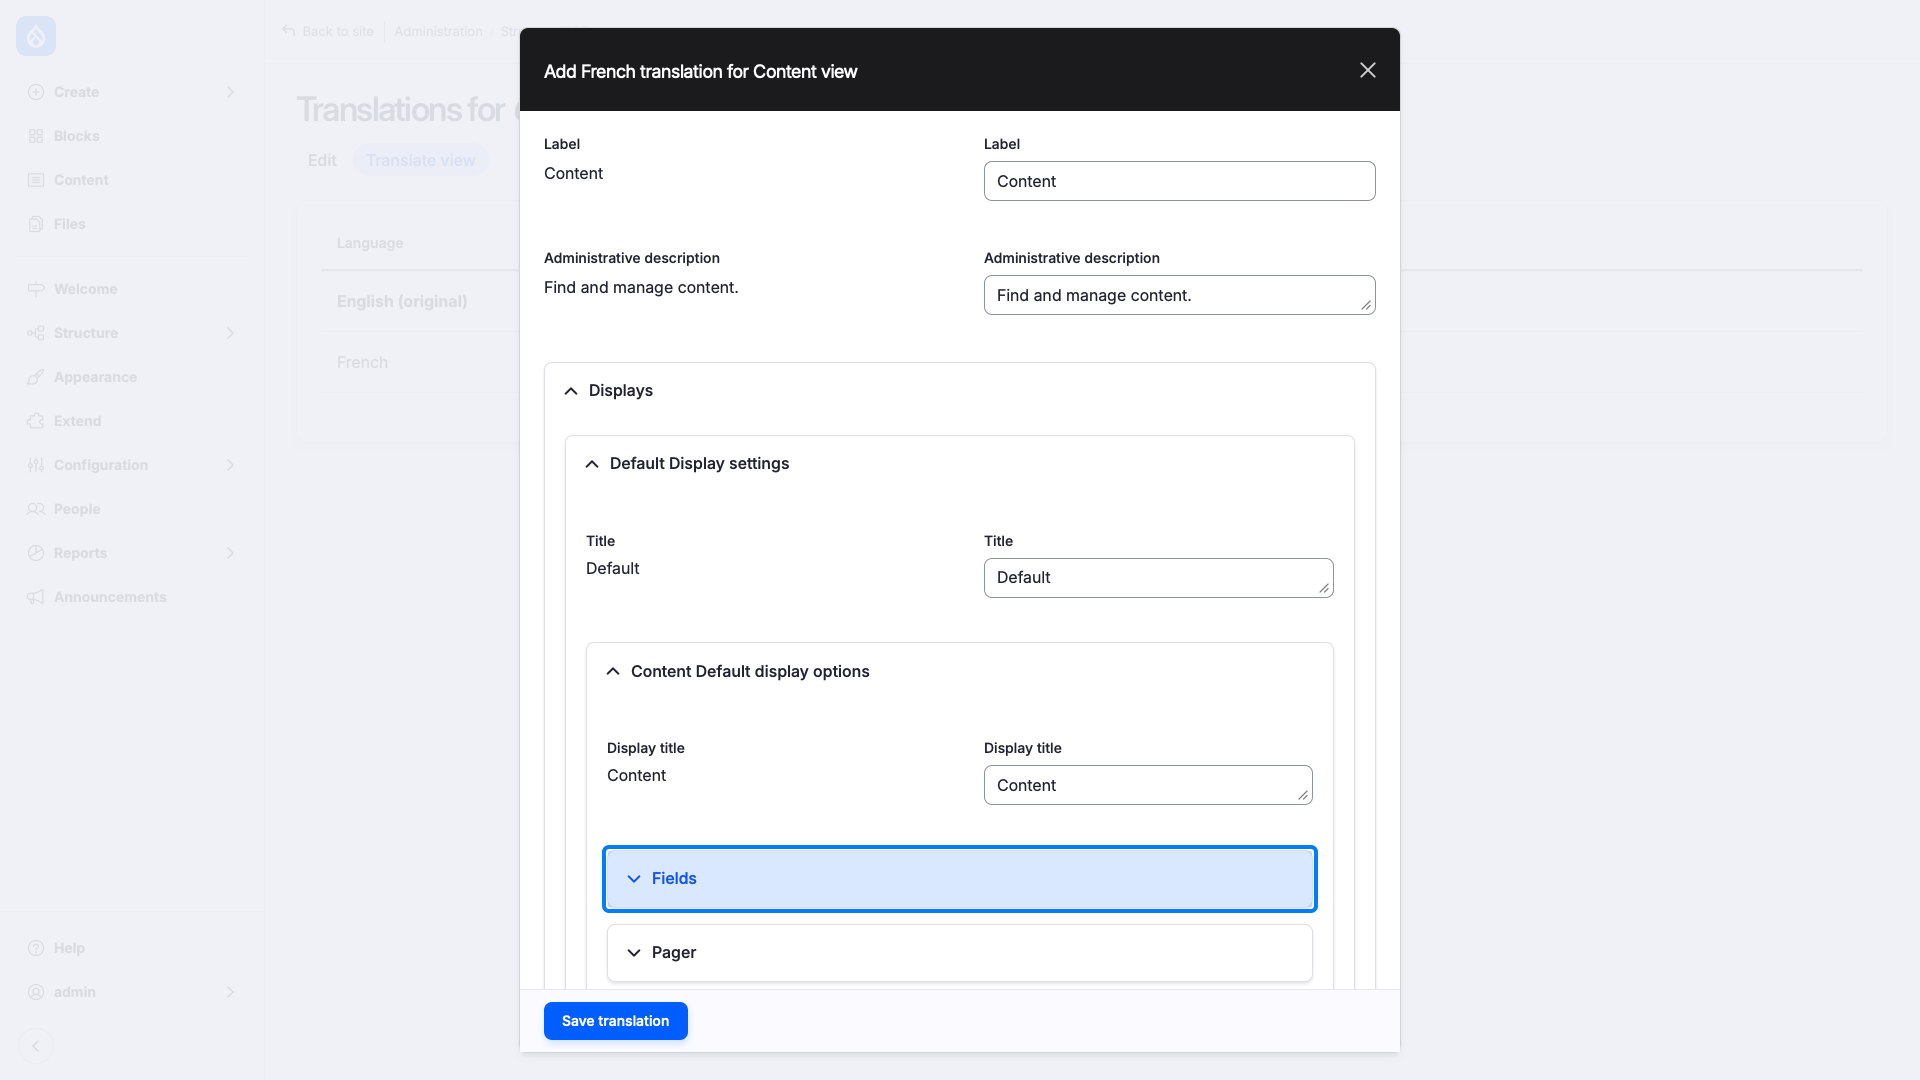 Back to site
Administration
Create
Blocks
Content
Files
Welcome
Structure
Appearance
Extend
Configuration
People
Reports
Announcements
Help
admin
Translations for
Edit
Translate view
Language
English (original)
French
Add French translation for Content view
Label
Content
Label
Content
Administrative description
Find and manage content.
Administrative description
Find and manage content.
Displays
Default Display settings
Title
Default
Title
Default
Content Default display options
Display title
Content
Display title
Content
Fields
Pager
Save translation